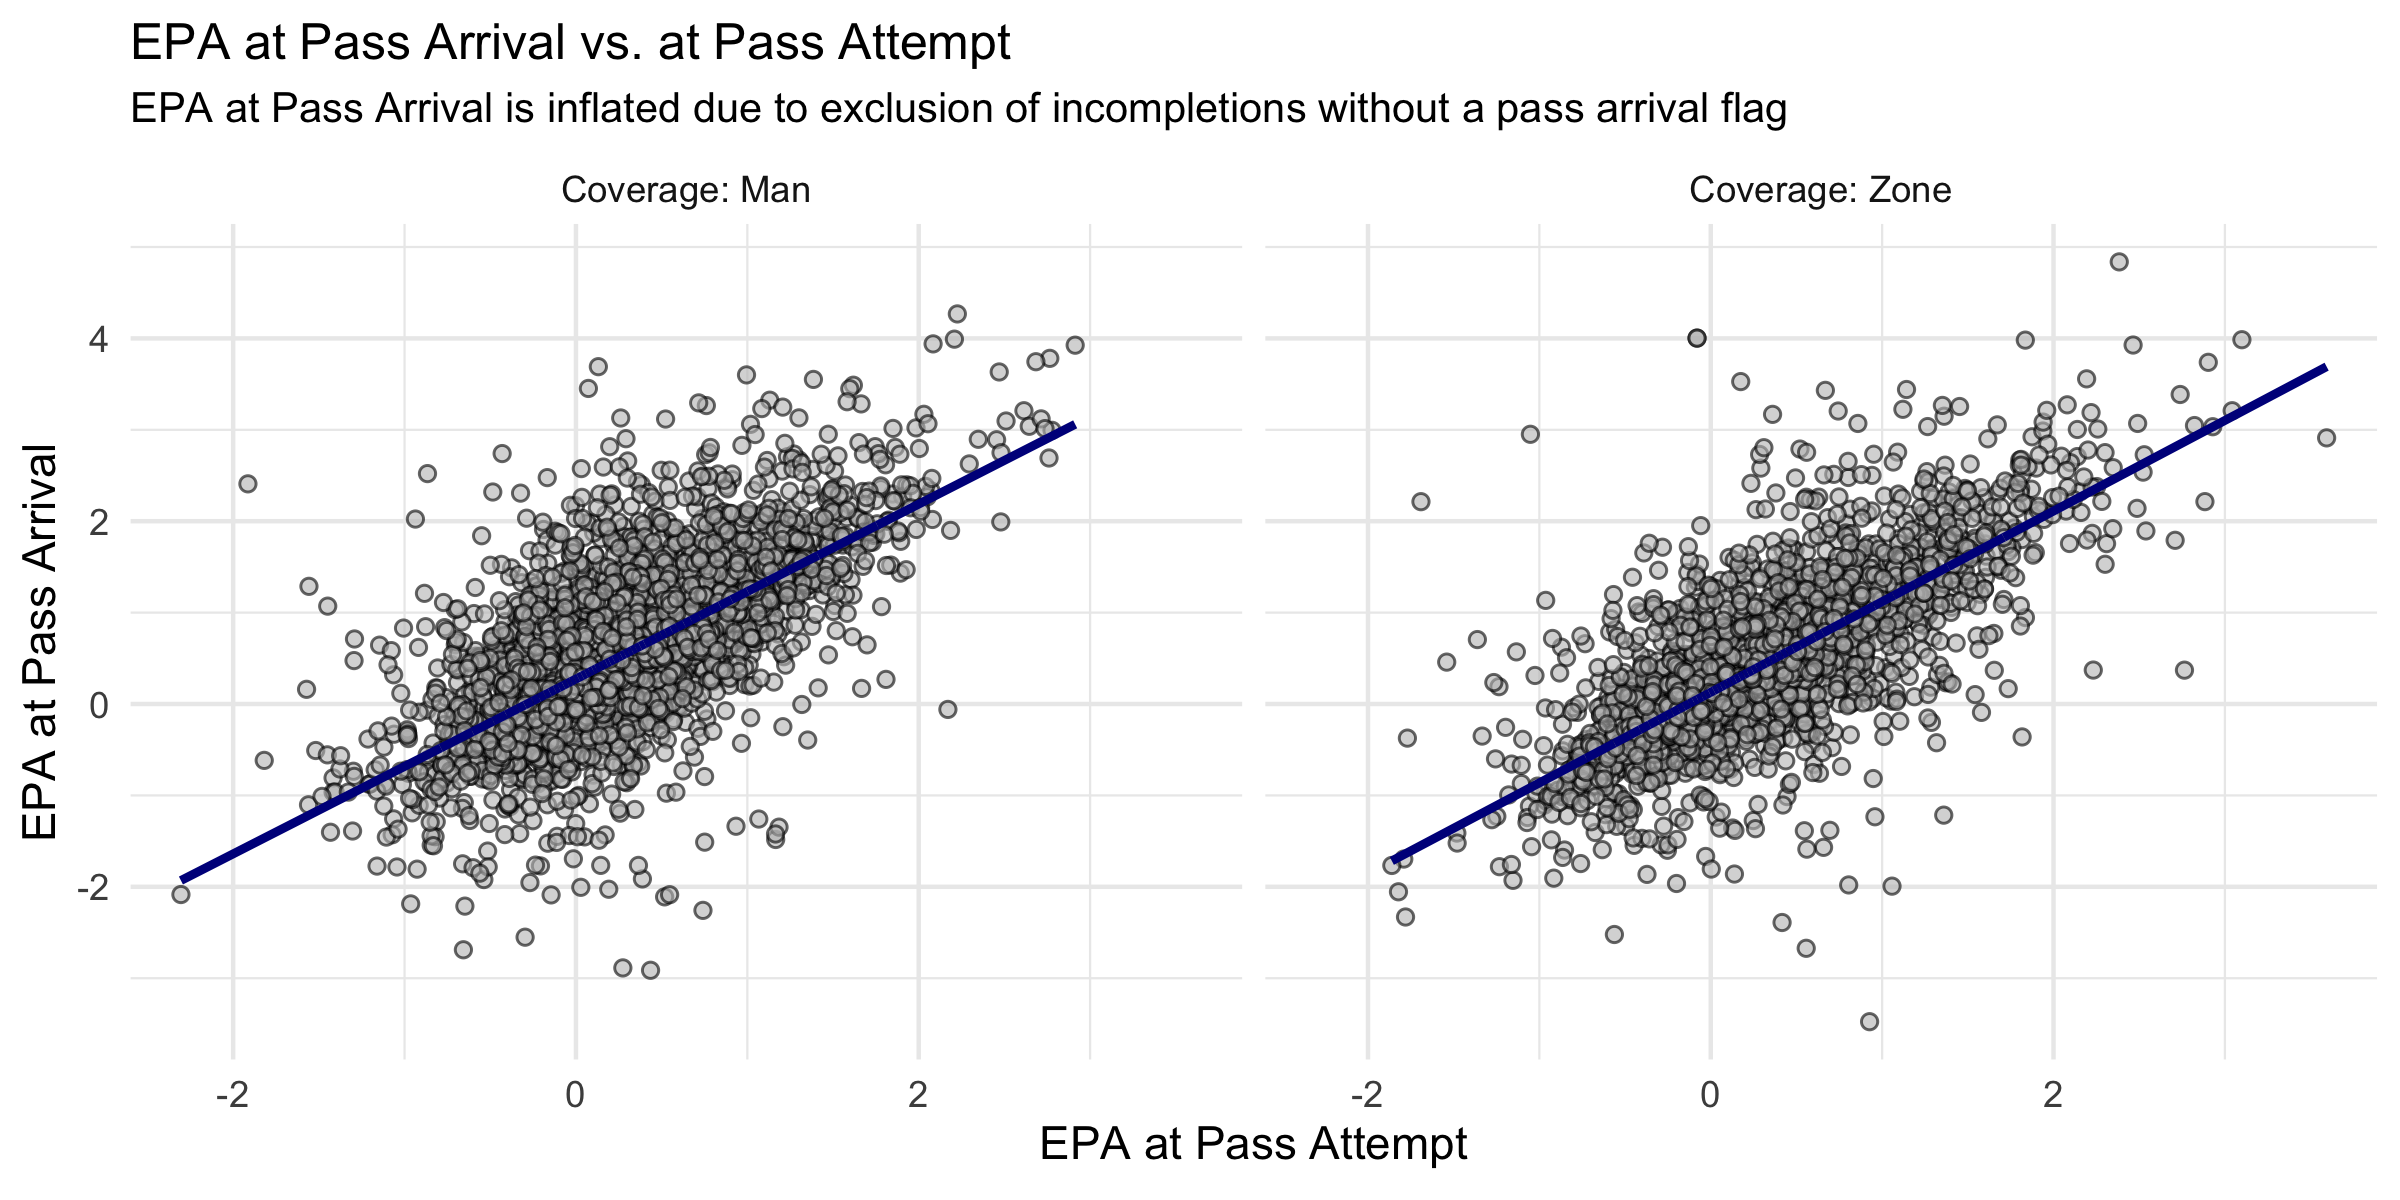 EPA at Pass Arrival vs. at Pass Attempt
EPA at Pass Arrival is inflated due to exclusion of incompletions without a pass arrival flag
Coverage: Man
Coverage: Zone
EPA at Pass Arrival
4
2
0
-2
-2
0
2
-2
0
2
EPA at Pass Attempt